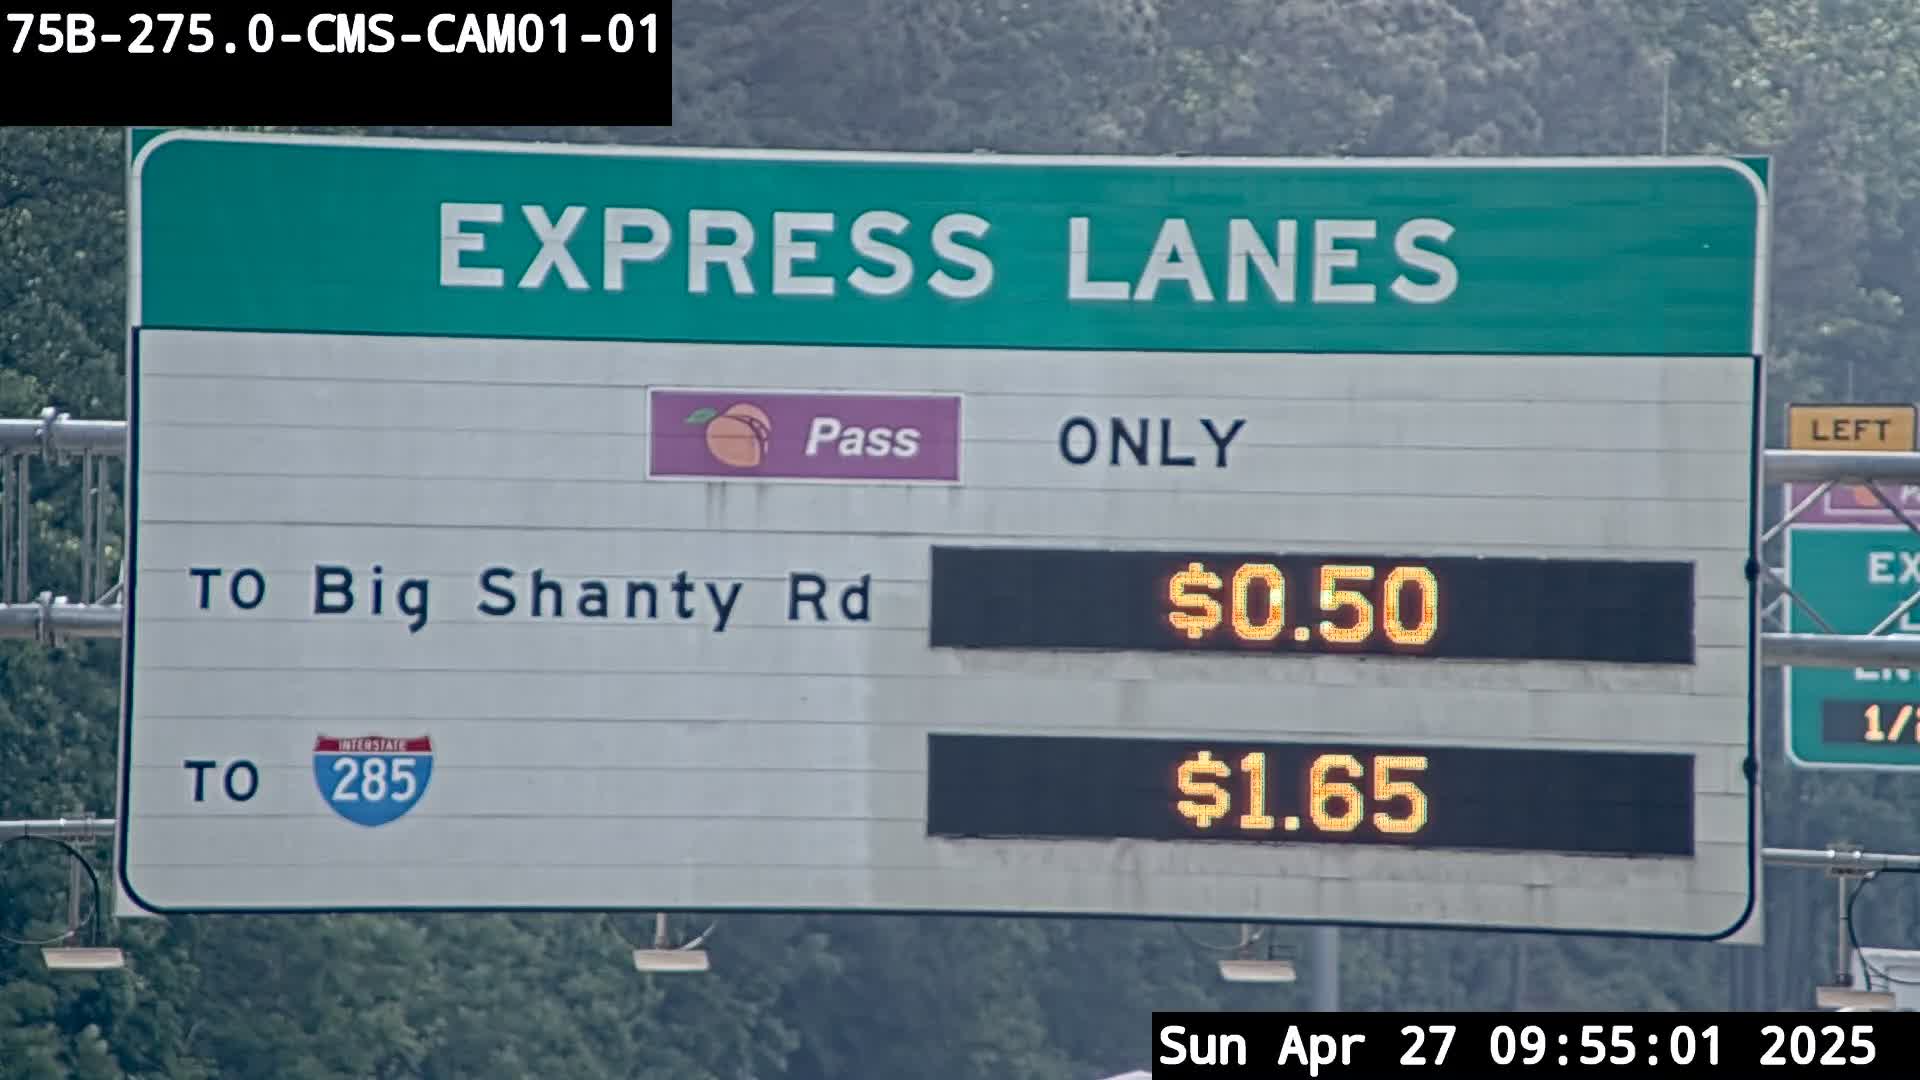 75B-275.0-CMS-CAM01-01
EXPRESS LANES
Pass ONLY
LEFT
TO Big Shanty Rd $0.50
TO INTERSTATE 285 $1.65
Sun Apr 27 09:55:01 2025